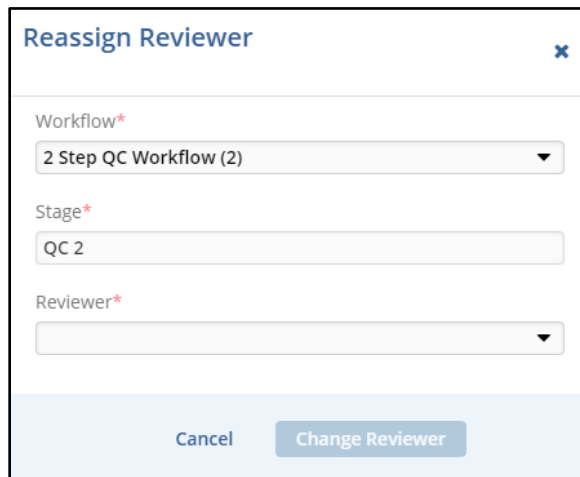 Reassign Reviewer
Workflow*
2 Step QC Workflow (2)
Stage*
QC 2
Reviewer*
Cancel
Change Reviewer